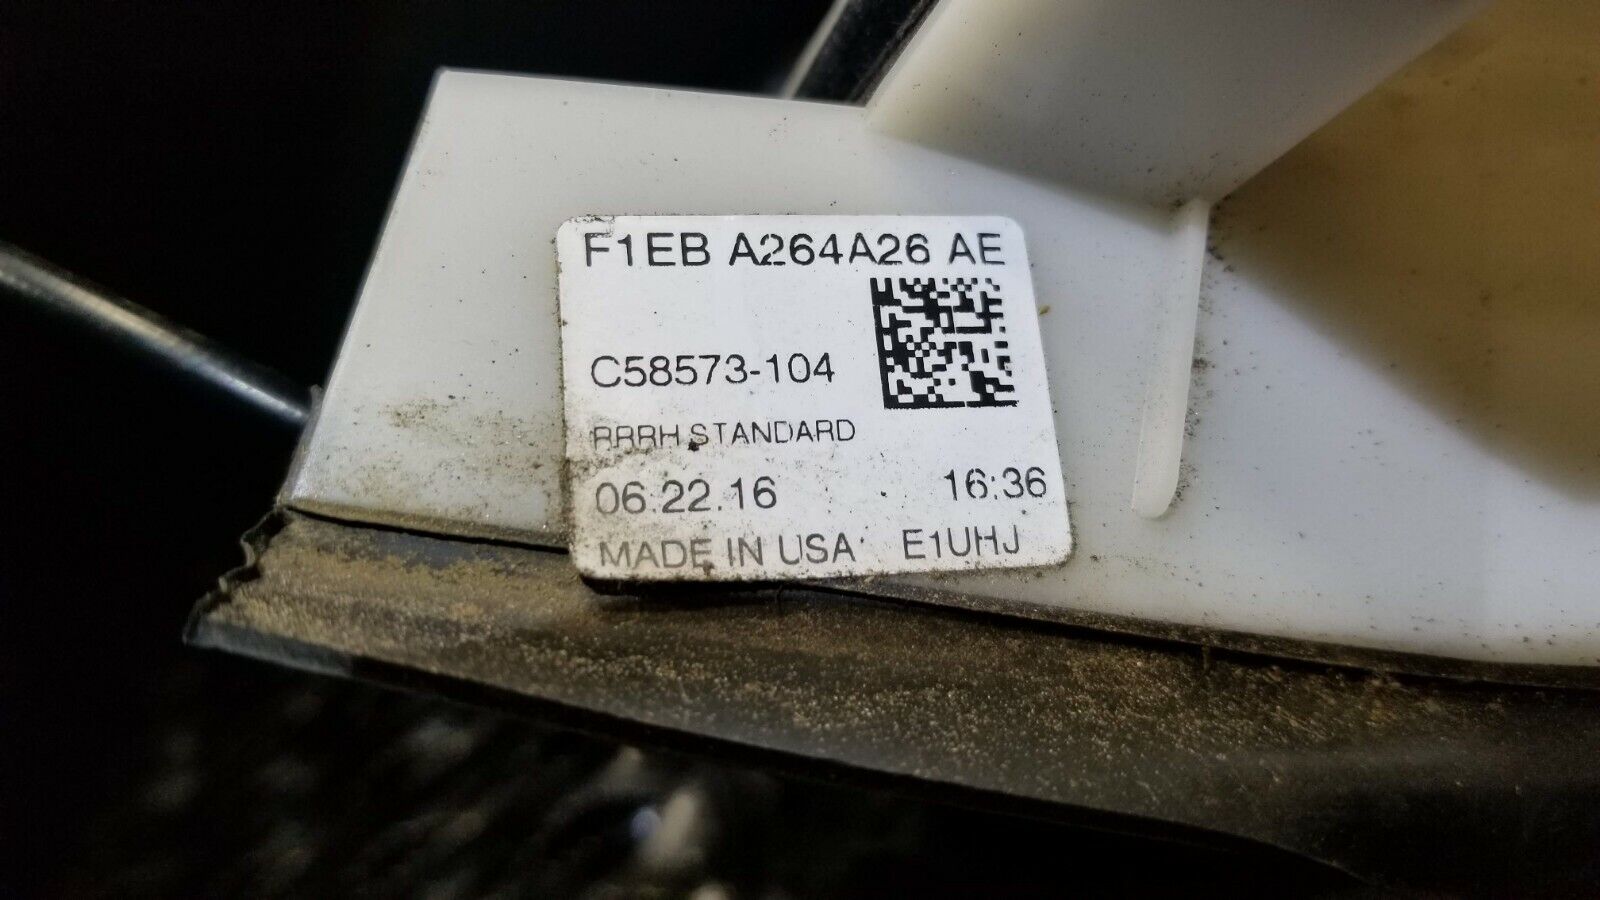 F1EB A264A26 AE
C58573-104
RRRH STANDARD
06.22.16 16:36
MADE IN USA E1UHJ